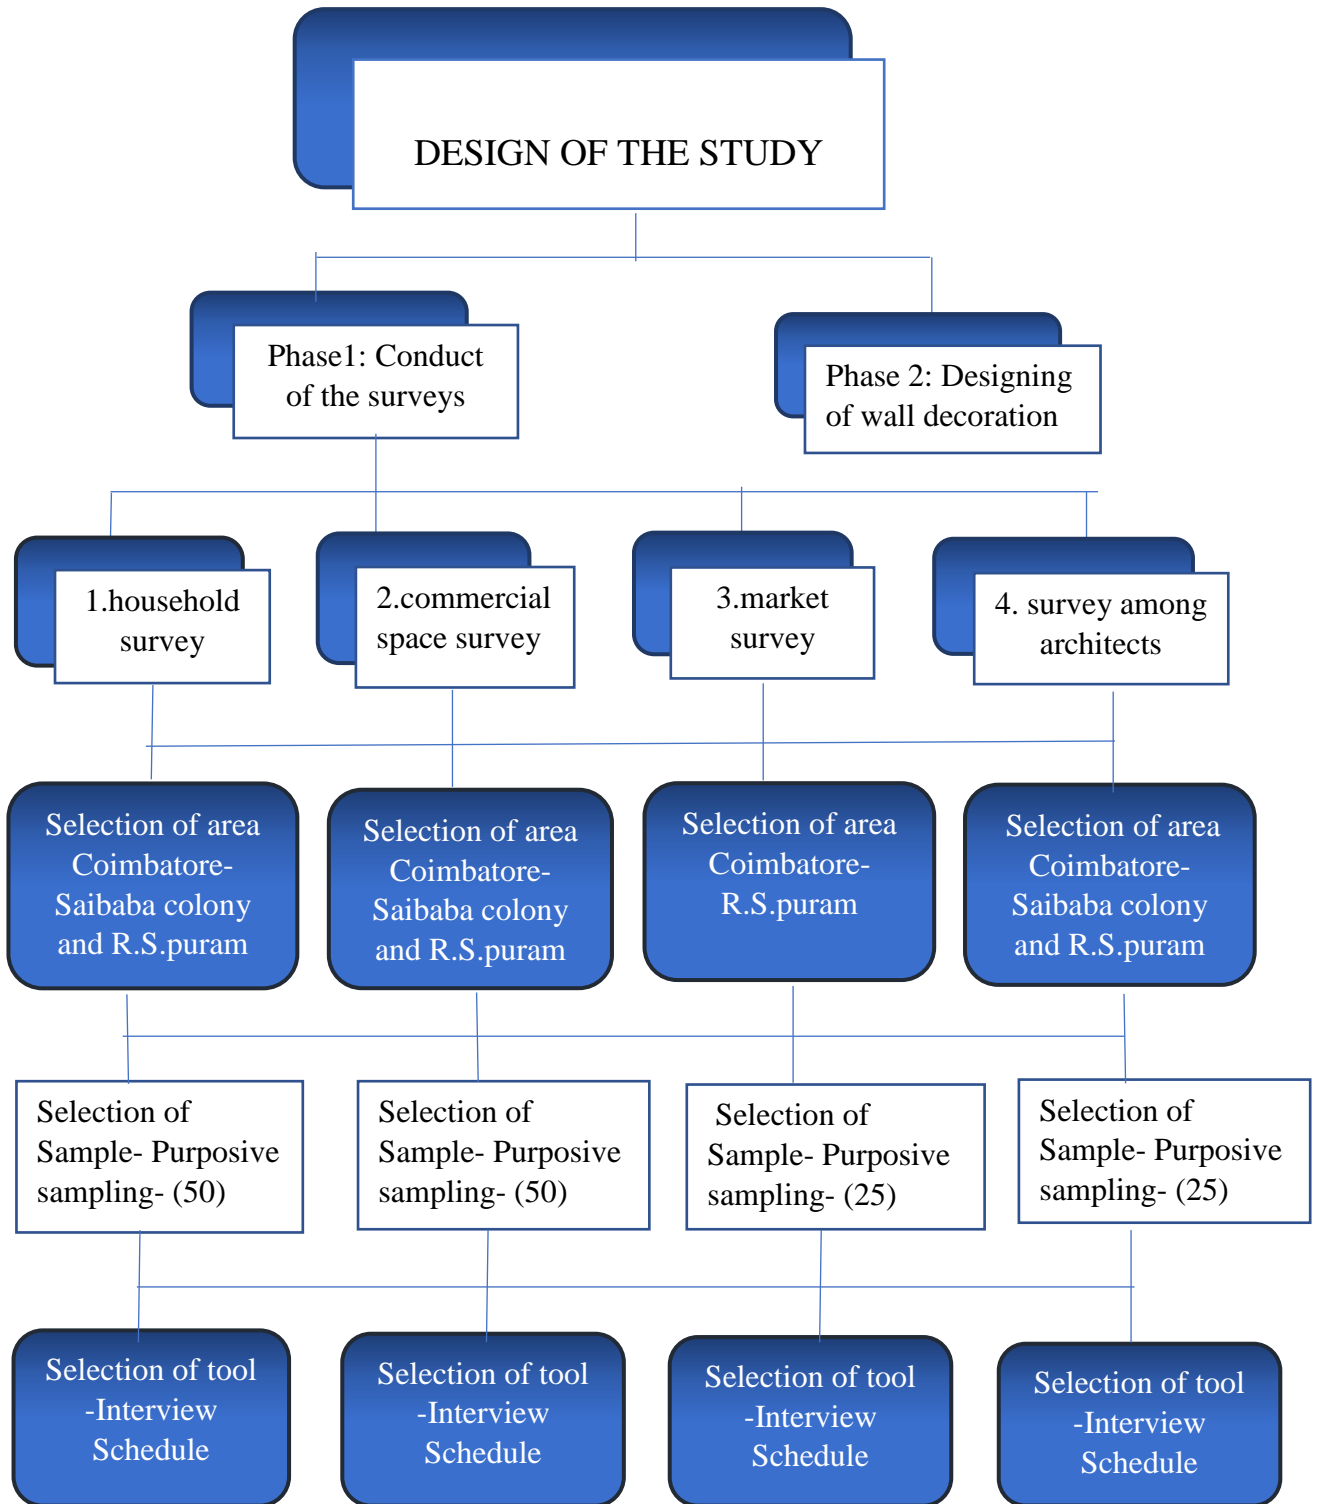 DESIGN OF THE STUDY
Phase1: Conduct
of the surveys
Phase 2: Designing
of wall decoration
1.household
survey
2.commercial
space survey
3.market
survey
4. survey among
architects
Selection of area
Coimbatore-
Saibaba colony
and R.S.puram
Selection of area
Coimbatore-
Saibaba colony
and R.S.puram
Selection of area
Coimbatore-
R.S.puram
Selection of area
Coimbatore-
Saibaba colony
and R.S.puram
Selection of
Sample- Purposive
sampling- (50)
Selection of
Sample- Purposive
sampling- (50)
Selection of
Sample- Purposive
sampling- (25)
Selection of
Sample- Purposive
sampling- (25)
Selection of tool
-Interview
Schedule
Selection of tool
-Interview
Schedule
Selection of tool
-Interview
Schedule
Selection of tool
-Interview
Schedule